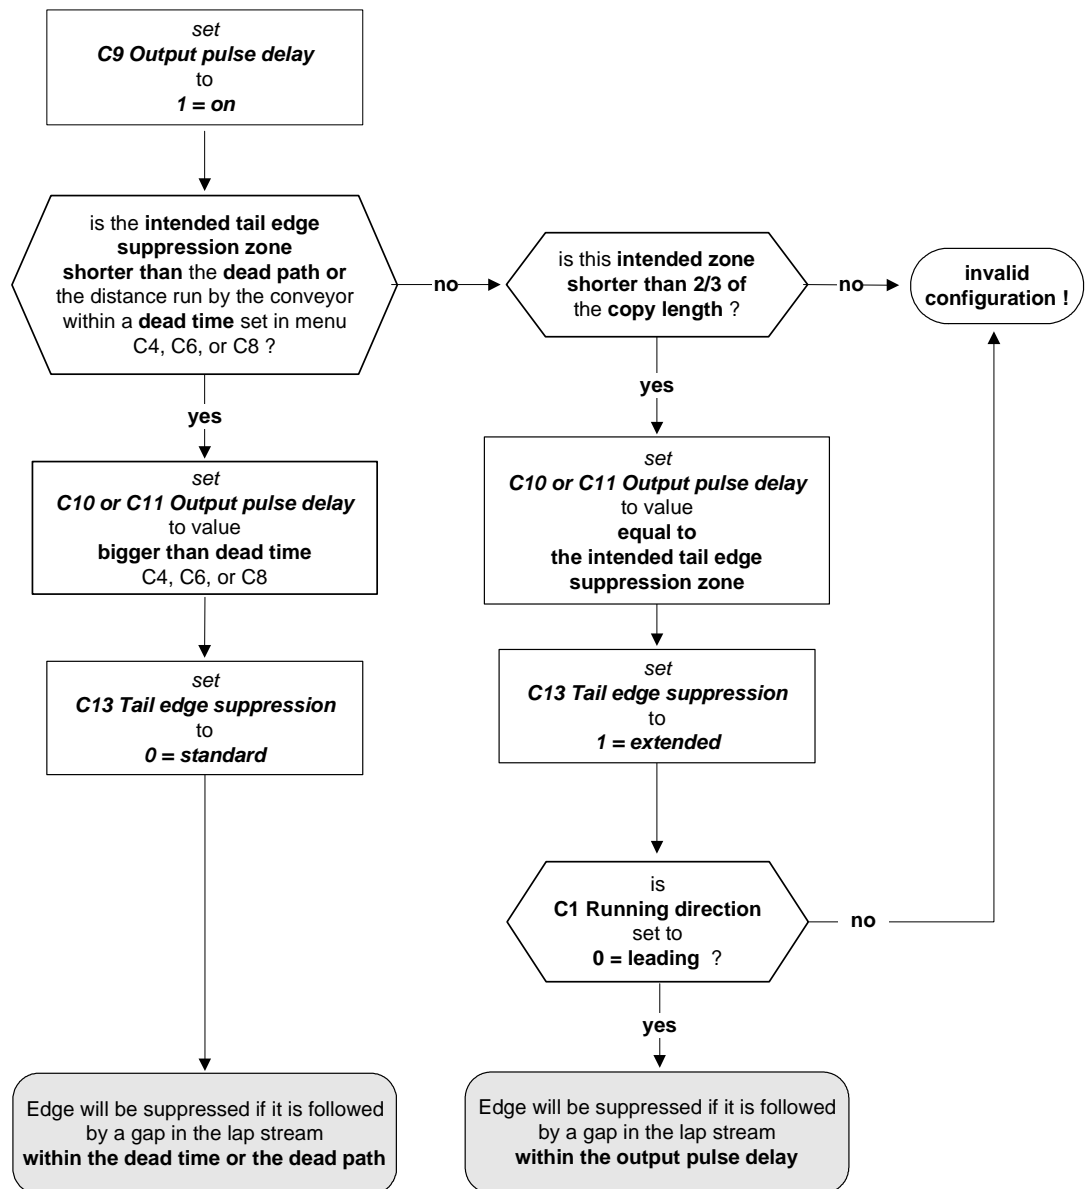 set
C9 Output pulse delay
to
1 = on
is the intended tail edge
suppression zone
shorter than the dead path or
the distance run by the conveyor
within a dead time set in menu
C4, C6, or C8 ?
no
is this intended zone
shorter than 2/3 of
the copy length ?
no
invalid
configuration !
yes
set
C10 or C11 Output pulse delay
to value
bigger than dead time
C4, C6, or C8
set
C13 Tail edge suppression
to
0 = standard
yes
set
C10 or C11 Output pulse delay
to value
equal to
the intended tail edge
suppression zone
set
C13 Tail edge suppression
to
1 = extended
is
C1 Running direction
set to
0 = leading ?
no
yes
Edge will be suppressed if it is followed
by a gap in the lap stream
within the dead time or the dead path
Edge will be suppressed if it is followed
by a gap in the lap stream
within the output pulse delay